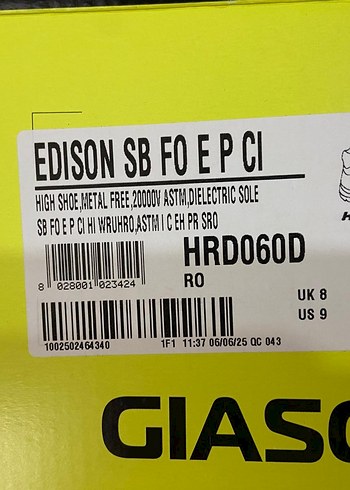 EDISON SB FO E P CI
HIGH SHOE,METAL FREE,20000V ASTM,DIELECTRIC SOLE
SB FO E P CI HI WRUHRO,ASTM I C EH PR SRO
HRD060D
RO
8 028001 023424
UK 8
US 9
1002502464340
1F1 11:37 06/06/25 QC 043
GIAS